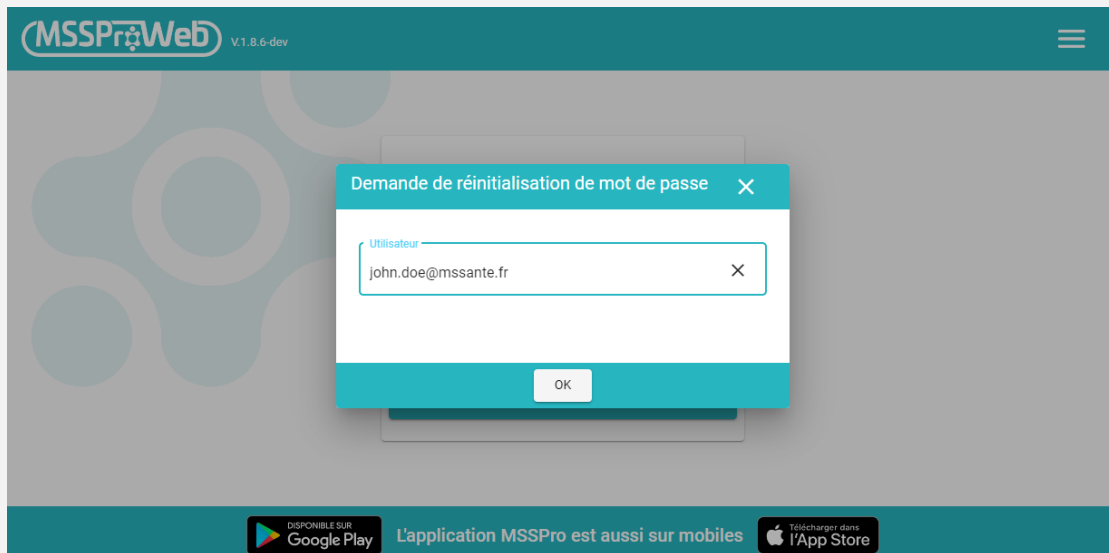 MSSProWeb V.1.8.6-dev
Demande de réinitialisation de mot de passe
Utilisateur
john.doe@mssante.fr
OK
DISPONIBLE SUR
Google Play
L'application MSSPro est aussi sur mobiles
Télécharger dans
l'App Store